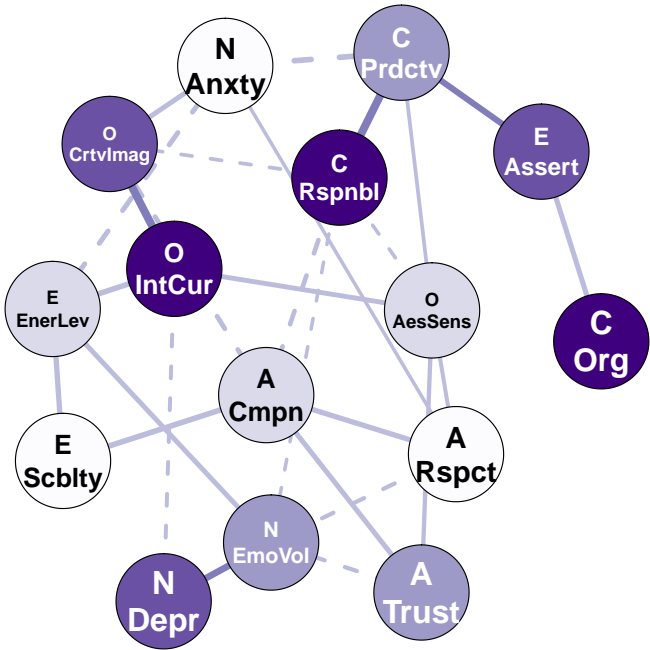 N
Anxty
C
Prdctv
O
CrtvImag
C
Rspnbl
E
Assert
O
IntCur
E
EnerLev
O
AesSens
C
Org
A
Cmpn
E
Scblty
A
Rspct
N
EmoVol
N
Depr
A
Trust